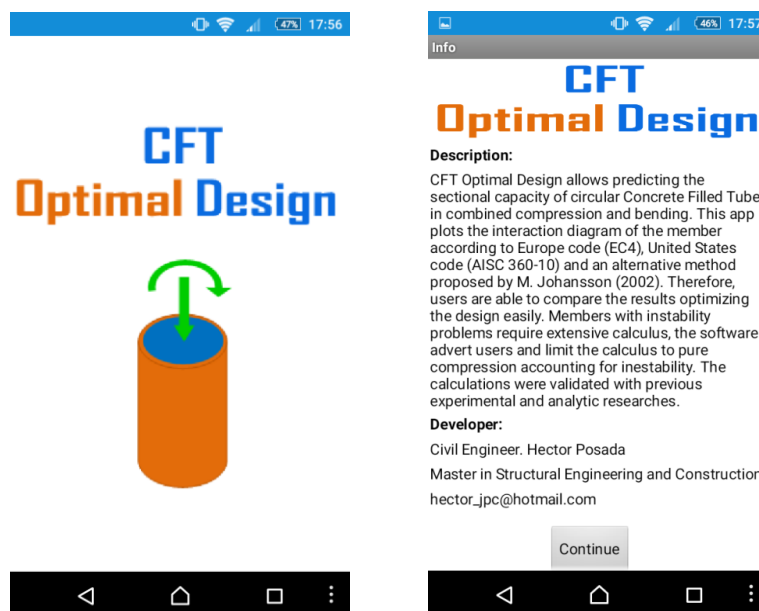 47% 17:56
CFT
Optimal Design
46% 17:57
Info
CFT
Optimal Design
Description:
CFT Optimal Design allows predicting the
sectional capacity of circular Concrete Filled Tube
in combined compression and bending. This app
plots the interaction diagram of the member
according to Europe code (EC4), United States
code (AISC 360-10) and an alternative method
proposed by M. Johansson (2002). Therefore,
users are able to compare the results optimizing
the design easily. Members with instability
problems require extensive calculus, the software
advert users and limit the calculus to pure
compression accounting for inestability. The
calculations were validated with previous
experimental and analytic researches.
Developer:
Civil Engineer. Hector Posada
Master in Structural Engineering and Construction
hector_jpc@hotmail.com
Continue